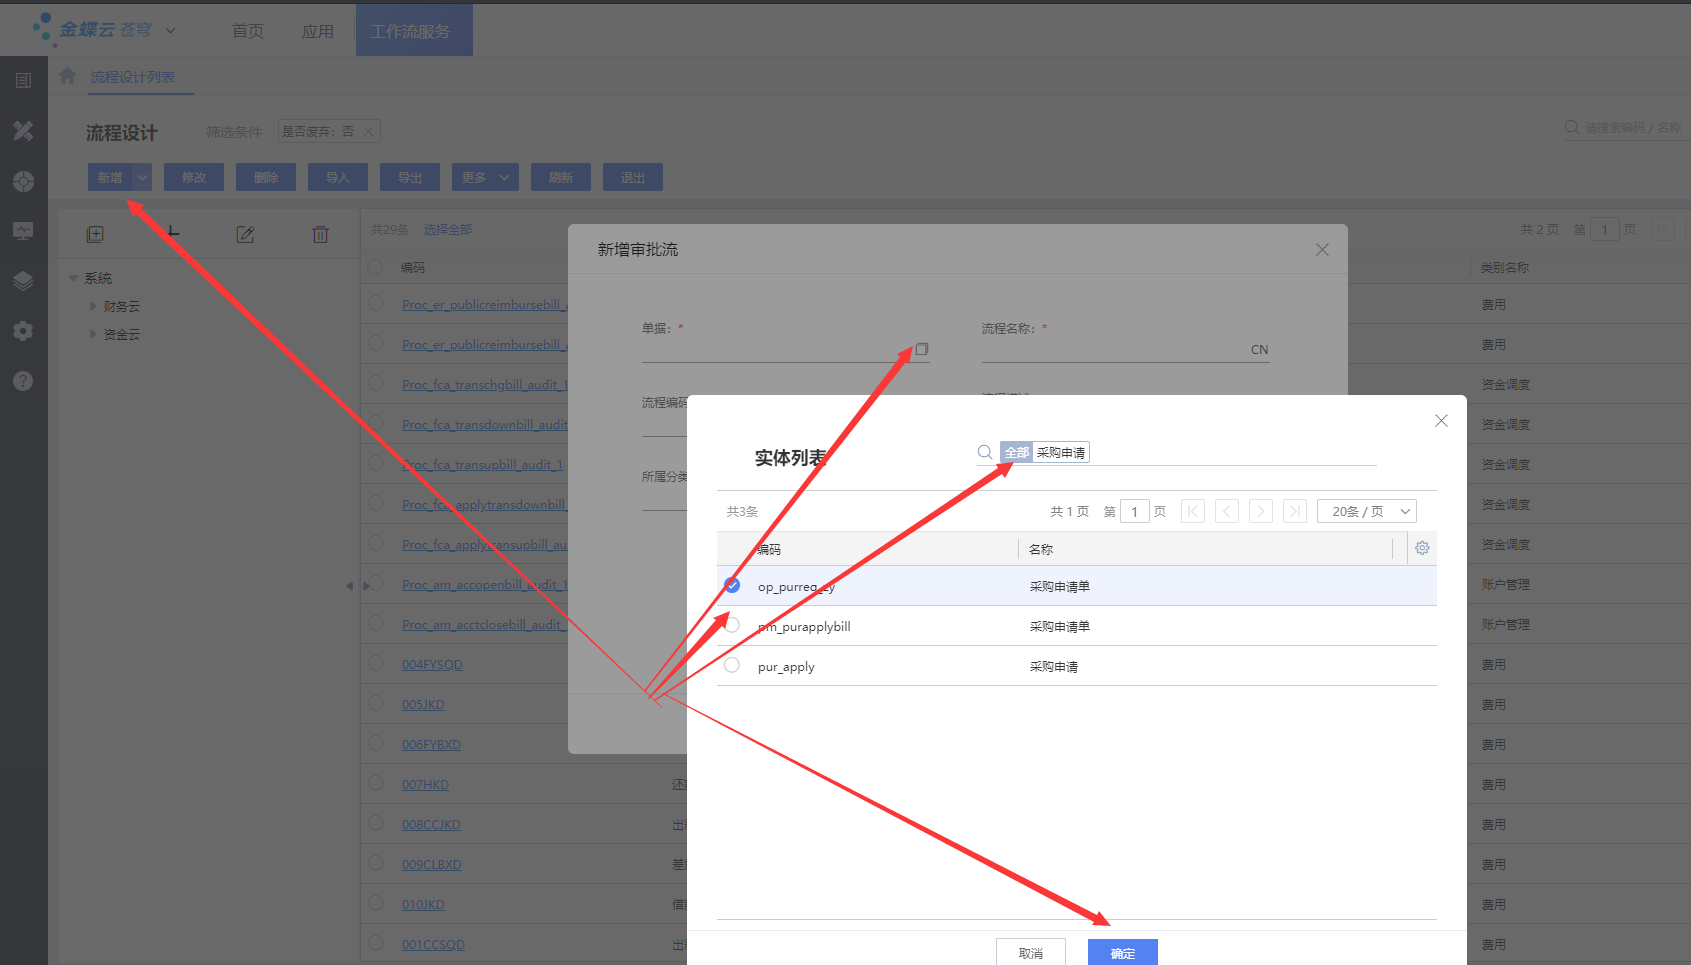 金蝶云 苍穹
首页 应用 工作流服务
流程设计列表
流程设计 筛选条件 是否废弃：否
请搜索编码 / 名称
新增 修改 删除 导入 导出 更多 刷新 退出
共29条 选择全部
共 2 页 第 1 页
系统
财务云
资金云
编码 类别名称
Proc_er_publicreimbursebill_ 费用
Proc_er_publicreimbursebill_ 费用
Proc_fca_transchgbill_audit_1 资金调度
Proc_fca_transdownbill_audit 资金调度
Proc_fca_transupbill_audit_1 资金调度
Proc_fca_applytransdownbill_ 资金调度
Proc_fca_applytransupbill_au 资金调度
Proc_am_accopenbill_audit_1 账户管理
Proc_am_acctclosebill_audit_ 账户管理
004FYSQD 费用
005JKD 费用
006FYBXD 费用
007HKD 还 费用
008CCJKD 出 费用
009CLBXD 差 费用
010JKD 借 费用
001CCSQD 出 费用
新增审批流
单据： * 流程名称： *
CN
流程编码
所属分类
实体列表
全部 采购申请
共3条 共 1 页 第 1 页 20条 / 页
编码 名称
op_purreq_zy 采购申请单
pm_purapplybill 采购申请单
pur_apply 采购申请
取消 确定